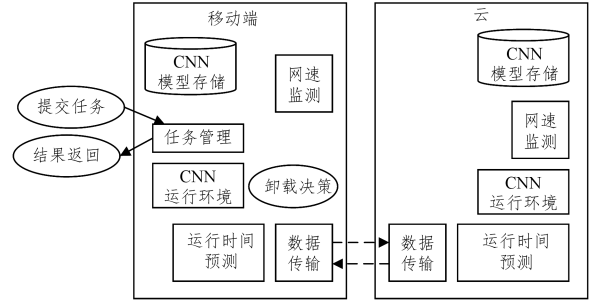 移动端
CNN
模型存储
网速
监测
提交任务
任务管理
结果返回
CNN
运行环境
卸载决策
运行时间
预测
数据
传输
云
CNN
模型存储
网速
监测
CNN
运行环境
数据
传输
运行时间
预测